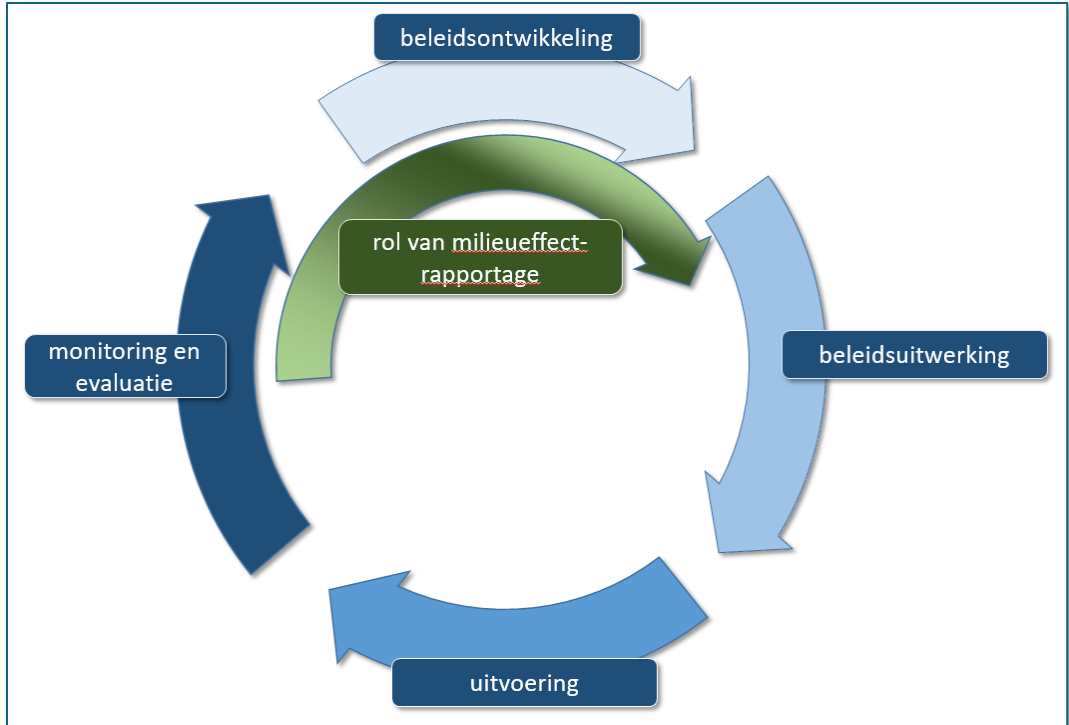 beleidsontwikkeling
rol van milieueffect-
rapportage
monitoring en
evaluatie
beleidsuitwerking
uitvoering